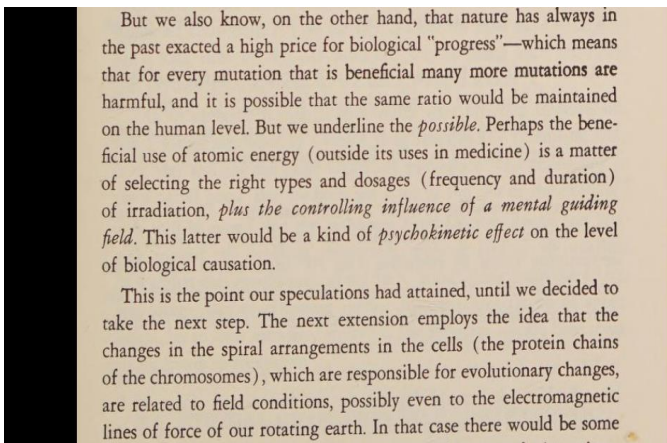 But we also know, on the other hand, that nature has always in
the past exacted a high price for biological "progress"—which means
that for every mutation that is beneficial many more mutations are
harmful, and it is possible that the same ratio would be maintained
on the human level. But we underline the possible. Perhaps the bene-
ficial use of atomic energy (outside its uses in medicine) is a matter
of selecting the right types and dosages (frequency and duration)
of irradiation, plus the controlling influence of a mental guiding
field. This latter would be a kind of psychokinetic effect on the level
of biological causation.
This is the point our speculations had attained, until we decided to
take the next step. The next extension employs the idea that the
changes in the spiral arrangements in the cells (the protein chains
of the chromosomes), which are responsible for evolutionary changes,
are related to field conditions, possibly even to the electromagnetic
lines of force of our rotating earth. In that case there would be some